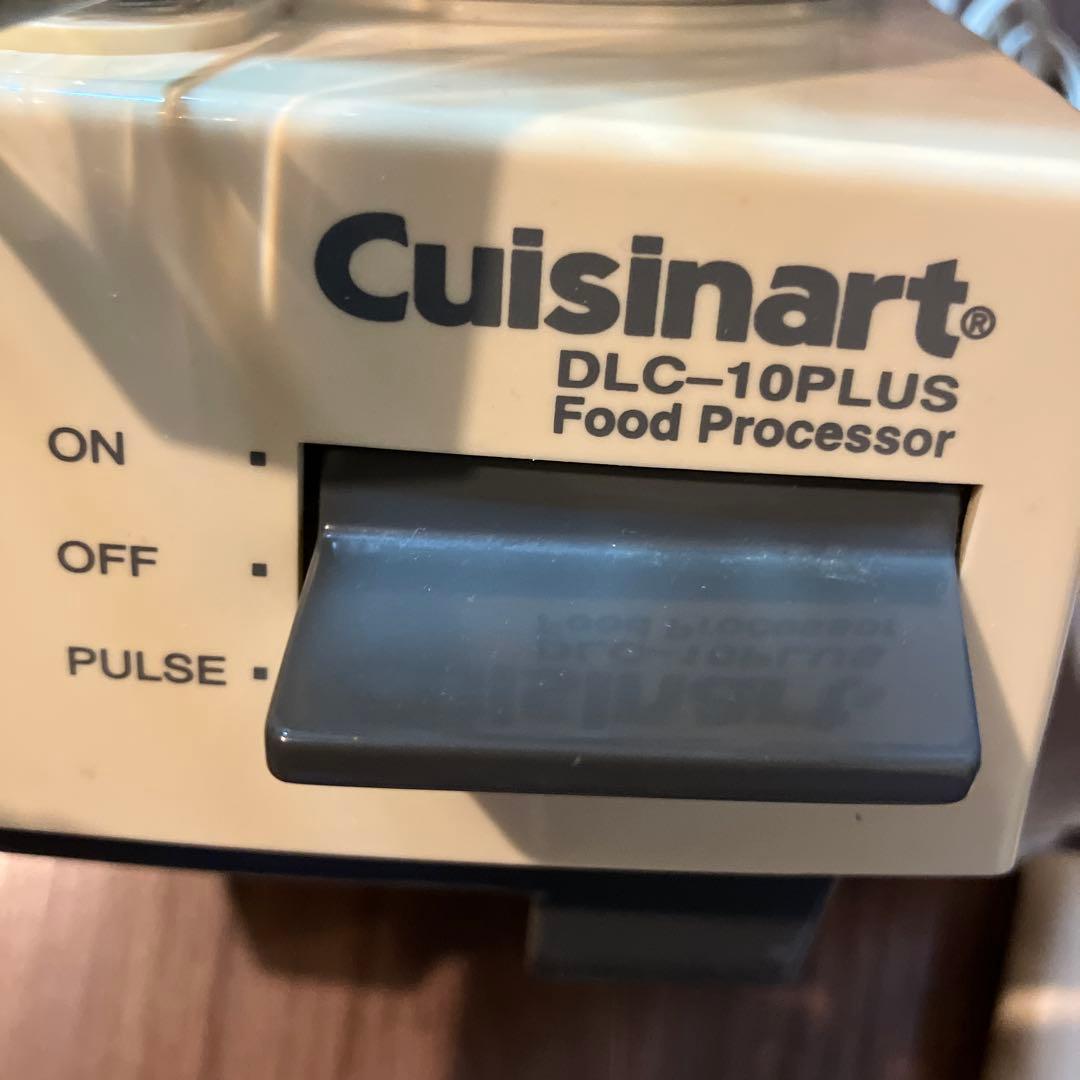 Cuisinart®
DLC-10PLUS
Food Processor
ON
OFF
PULSE